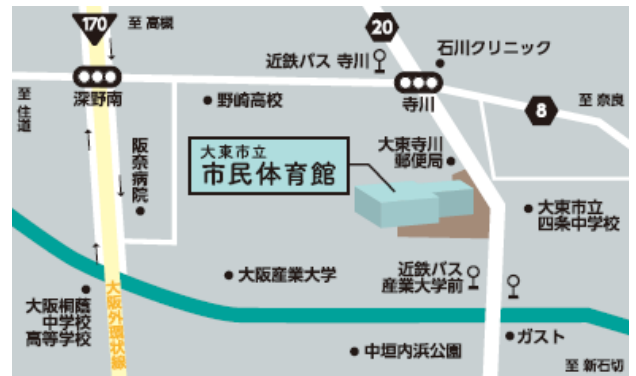 170
至 高槻
20
近鉄バス 寺川
石川クリニック
至 住道
深野南
野崎高校
寺川
8
至 奈良
阪奈病院
大東市立
市民体育館
大東寺川
郵便局
大東市立
四条中学校
大阪産業大学
近鉄バス
産業大学前
大阪桐蔭
中学校
高等学校
大阪外環状線
ガスト
中垣内浜公園
至 新石切